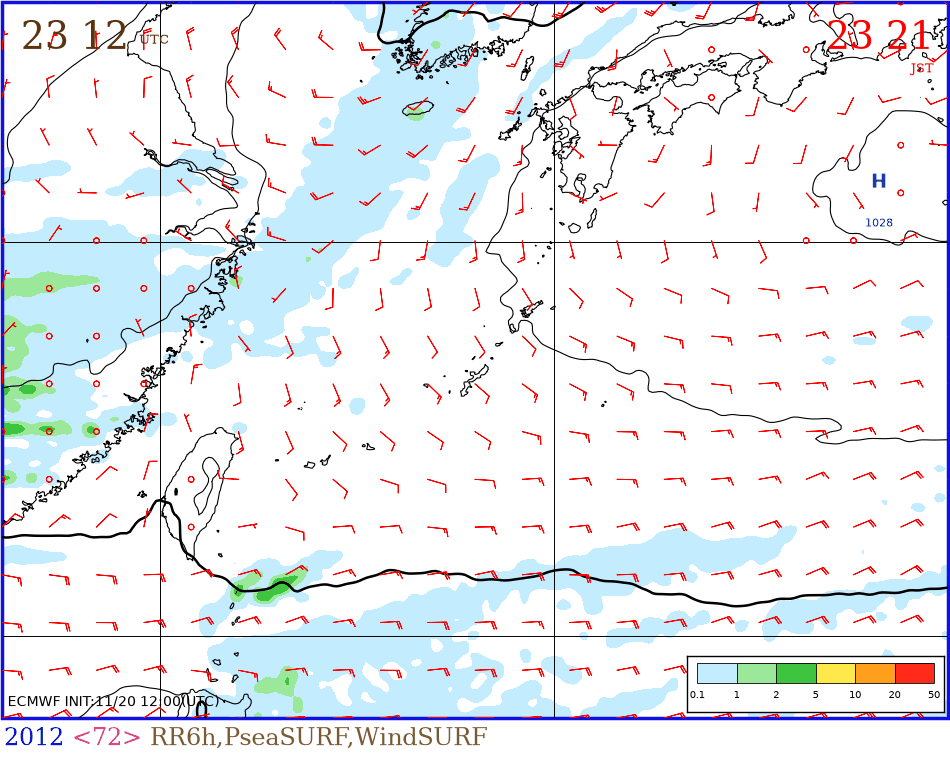 23 12 UTC
23 21
JST
H
1028
0.1 1 2 5 10 20 50
ECMWF INIT:11/20 12:00(UTC)
2012 <72> RR6h,PseaSURF,WindSURF